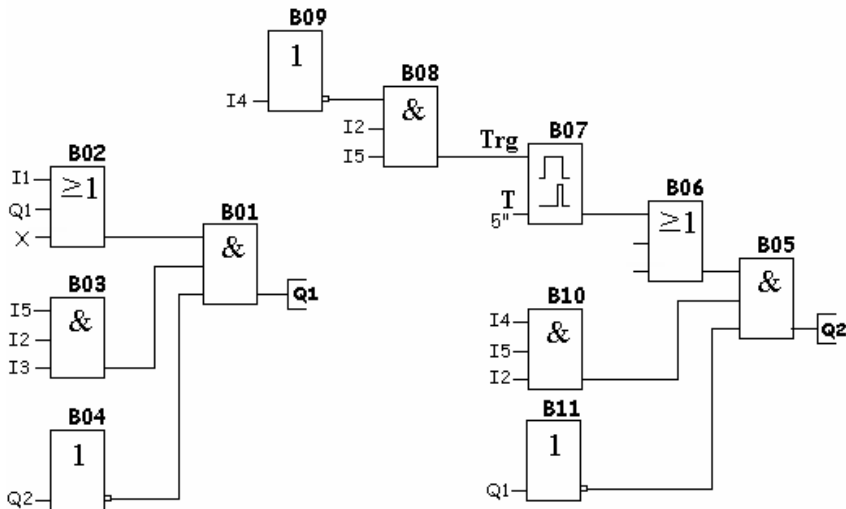 B09
1
I4
B08
&
I2
I5
Trg
B07
T
5"
B02
≥1
I1
Q1
X
B01
&
Q1
B03
&
I5
I2
I3
B04
1
Q2
B06
≥1
B05
&
Q2
B10
&
I4
I5
I2
B11
1
Q1